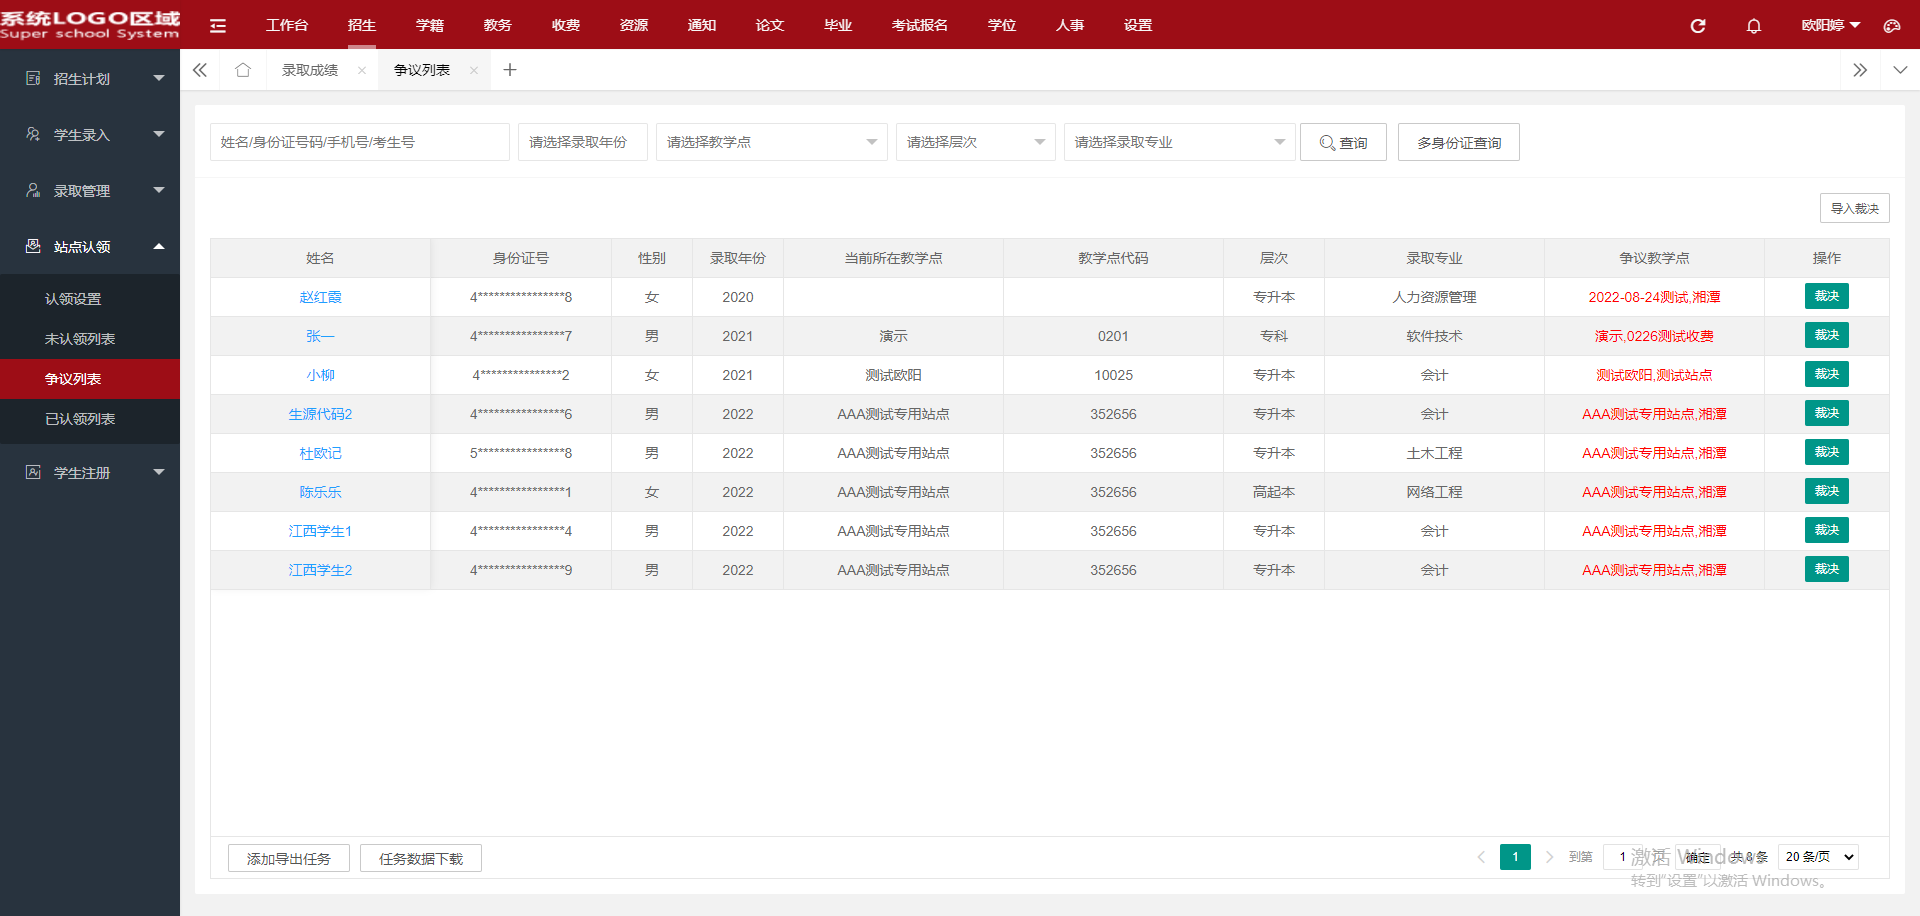 系统LOGO区域
Super school System
工作台 招生 学籍 教务 收费 资源 通知 论文 毕业 考试报名 学位 人事 设置 欧阳婷
招生计划
学生录入
录取管理
站点认领
认领设置
未认领列表
争议列表
已认领列表
学生注册
录取成绩 争议列表
姓名/身份证号码/手机号/考生号 请选择录取年份 请选择教学点 请选择层次 请选择录取专业 查询 多身份证查询
导入裁决
姓名 身份证号 性别 录取年份 当前所在教学点 教学点代码 层次 录取专业 争议教学点 操作
赵红霞 4****************8 女 2020 专升本 人力资源管理 2022-08-24测试,湘潭 裁决
张一 4****************7 男 2021 演示 0201 专科 软件技术 演示,0226测试收费 裁决
小柳 4***************2 女 2021 测试欧阳 10025 专升本 会计 测试欧阳,测试站点 裁决
生源代码2 4****************6 男 2022 AAA测试专用站点 352656 专升本 会计 AAA测试专用站点,湘潭 裁决
杜欧记 5****************8 男 2022 AAA测试专用站点 352656 专升本 土木工程 AAA测试专用站点,湘潭 裁决
陈乐乐 4****************1 女 2022 AAA测试专用站点 352656 高起本 网络工程 AAA测试专用站点,湘潭 裁决
江西学生1 4****************4 男 2022 AAA测试专用站点 352656 专升本 会计 AAA测试专用站点,湘潭 裁决
江西学生2 4****************9 男 2022 AAA测试专用站点 352656 专升本 会计 AAA测试专用站点,湘潭 裁决
添加导出任务 任务数据下载
1 到第 1 页 确定 共 8 条 20 条/页
激活 Windows
转到"设置"以激活 Windows。